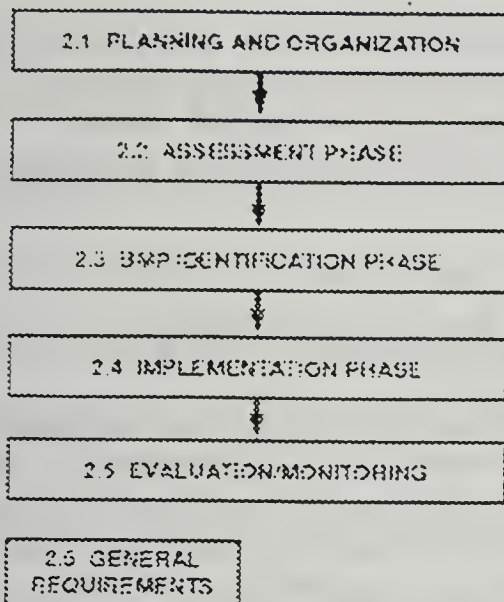 2.1 PLANNING AND ORGANIZATION
2.2 ASSESSMENT PHASE
2.3 BMP IDENTIFICATION PHASE
2.4 IMPLEMENTATION PHASE
2.5 EVALUATION/MONITORING
2.6 GENERAL
REQUIREMENTS